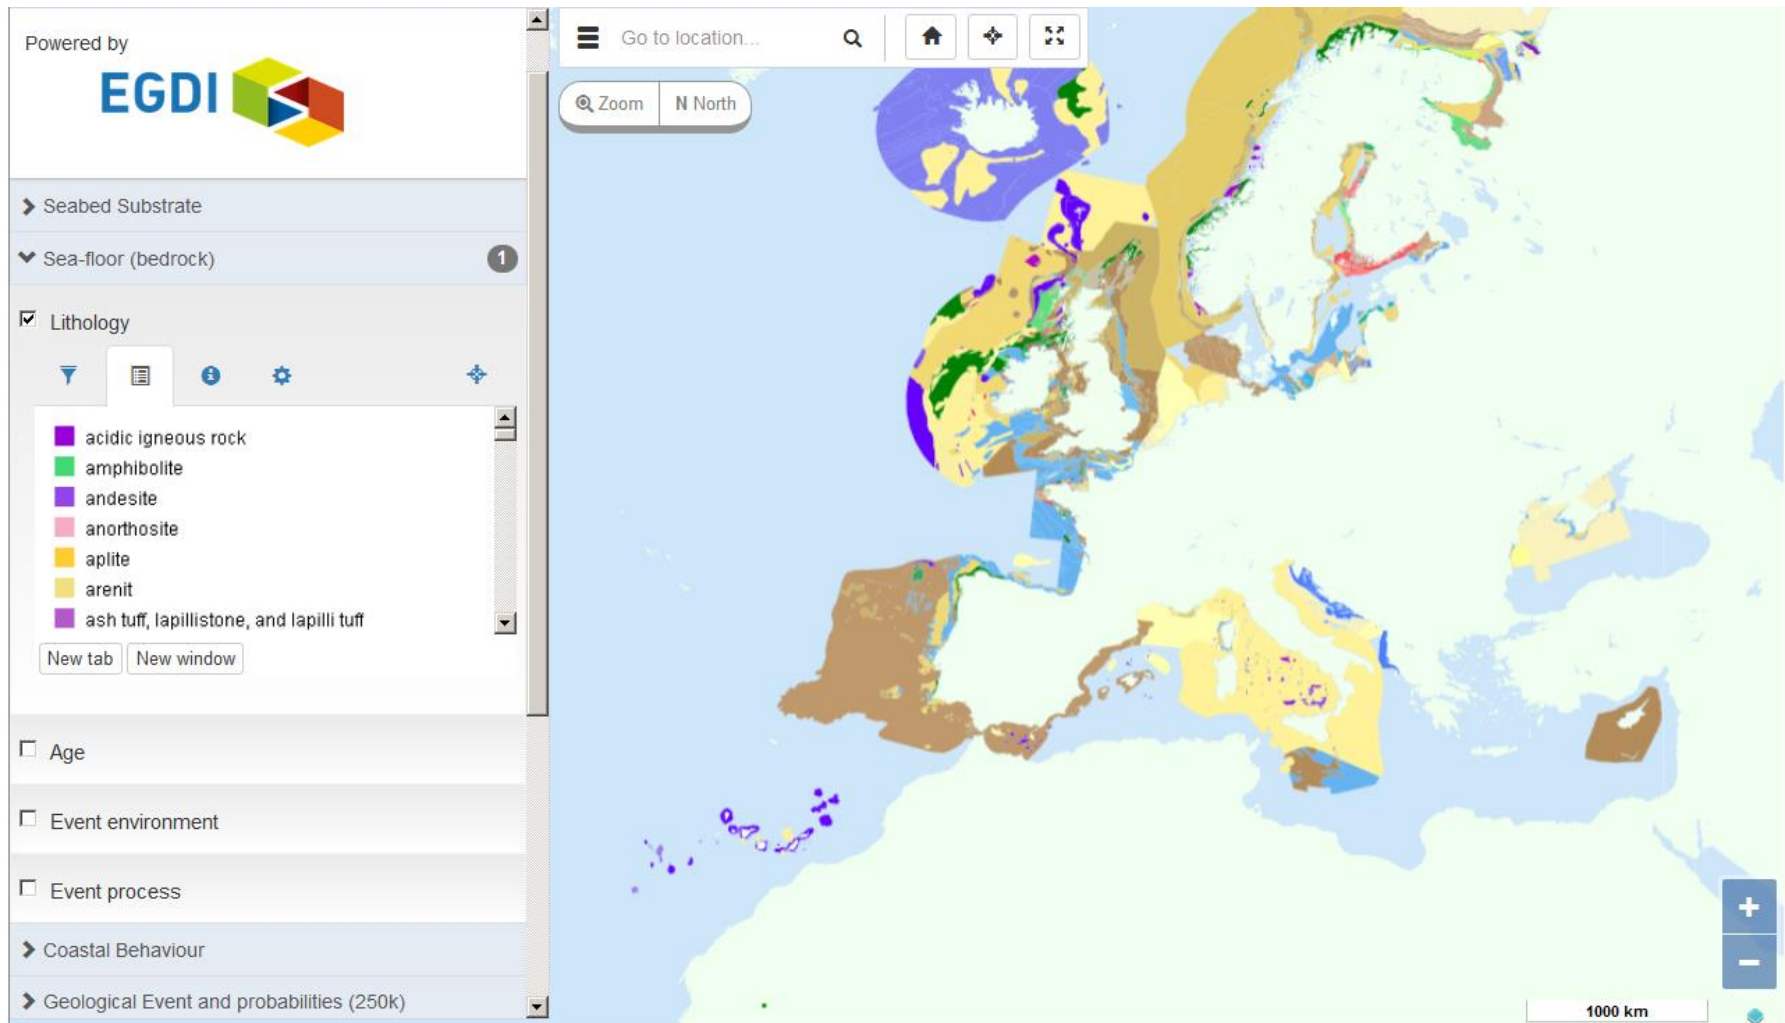 Powered by
EGDI
Seabed Substrate
Sea-floor (bedrock)
1
Lithology
acidic igneous rock
amphibolite
andesite
anorthosite
aplite
arenit
ash tuff, lapillistone, and lapilli tuff
New tab
New window
Age
Event environment
Event process
Coastal Behaviour
Geological Event and probabilities (250k)
Go to location...
Zoom
N North
+
−
1000 km